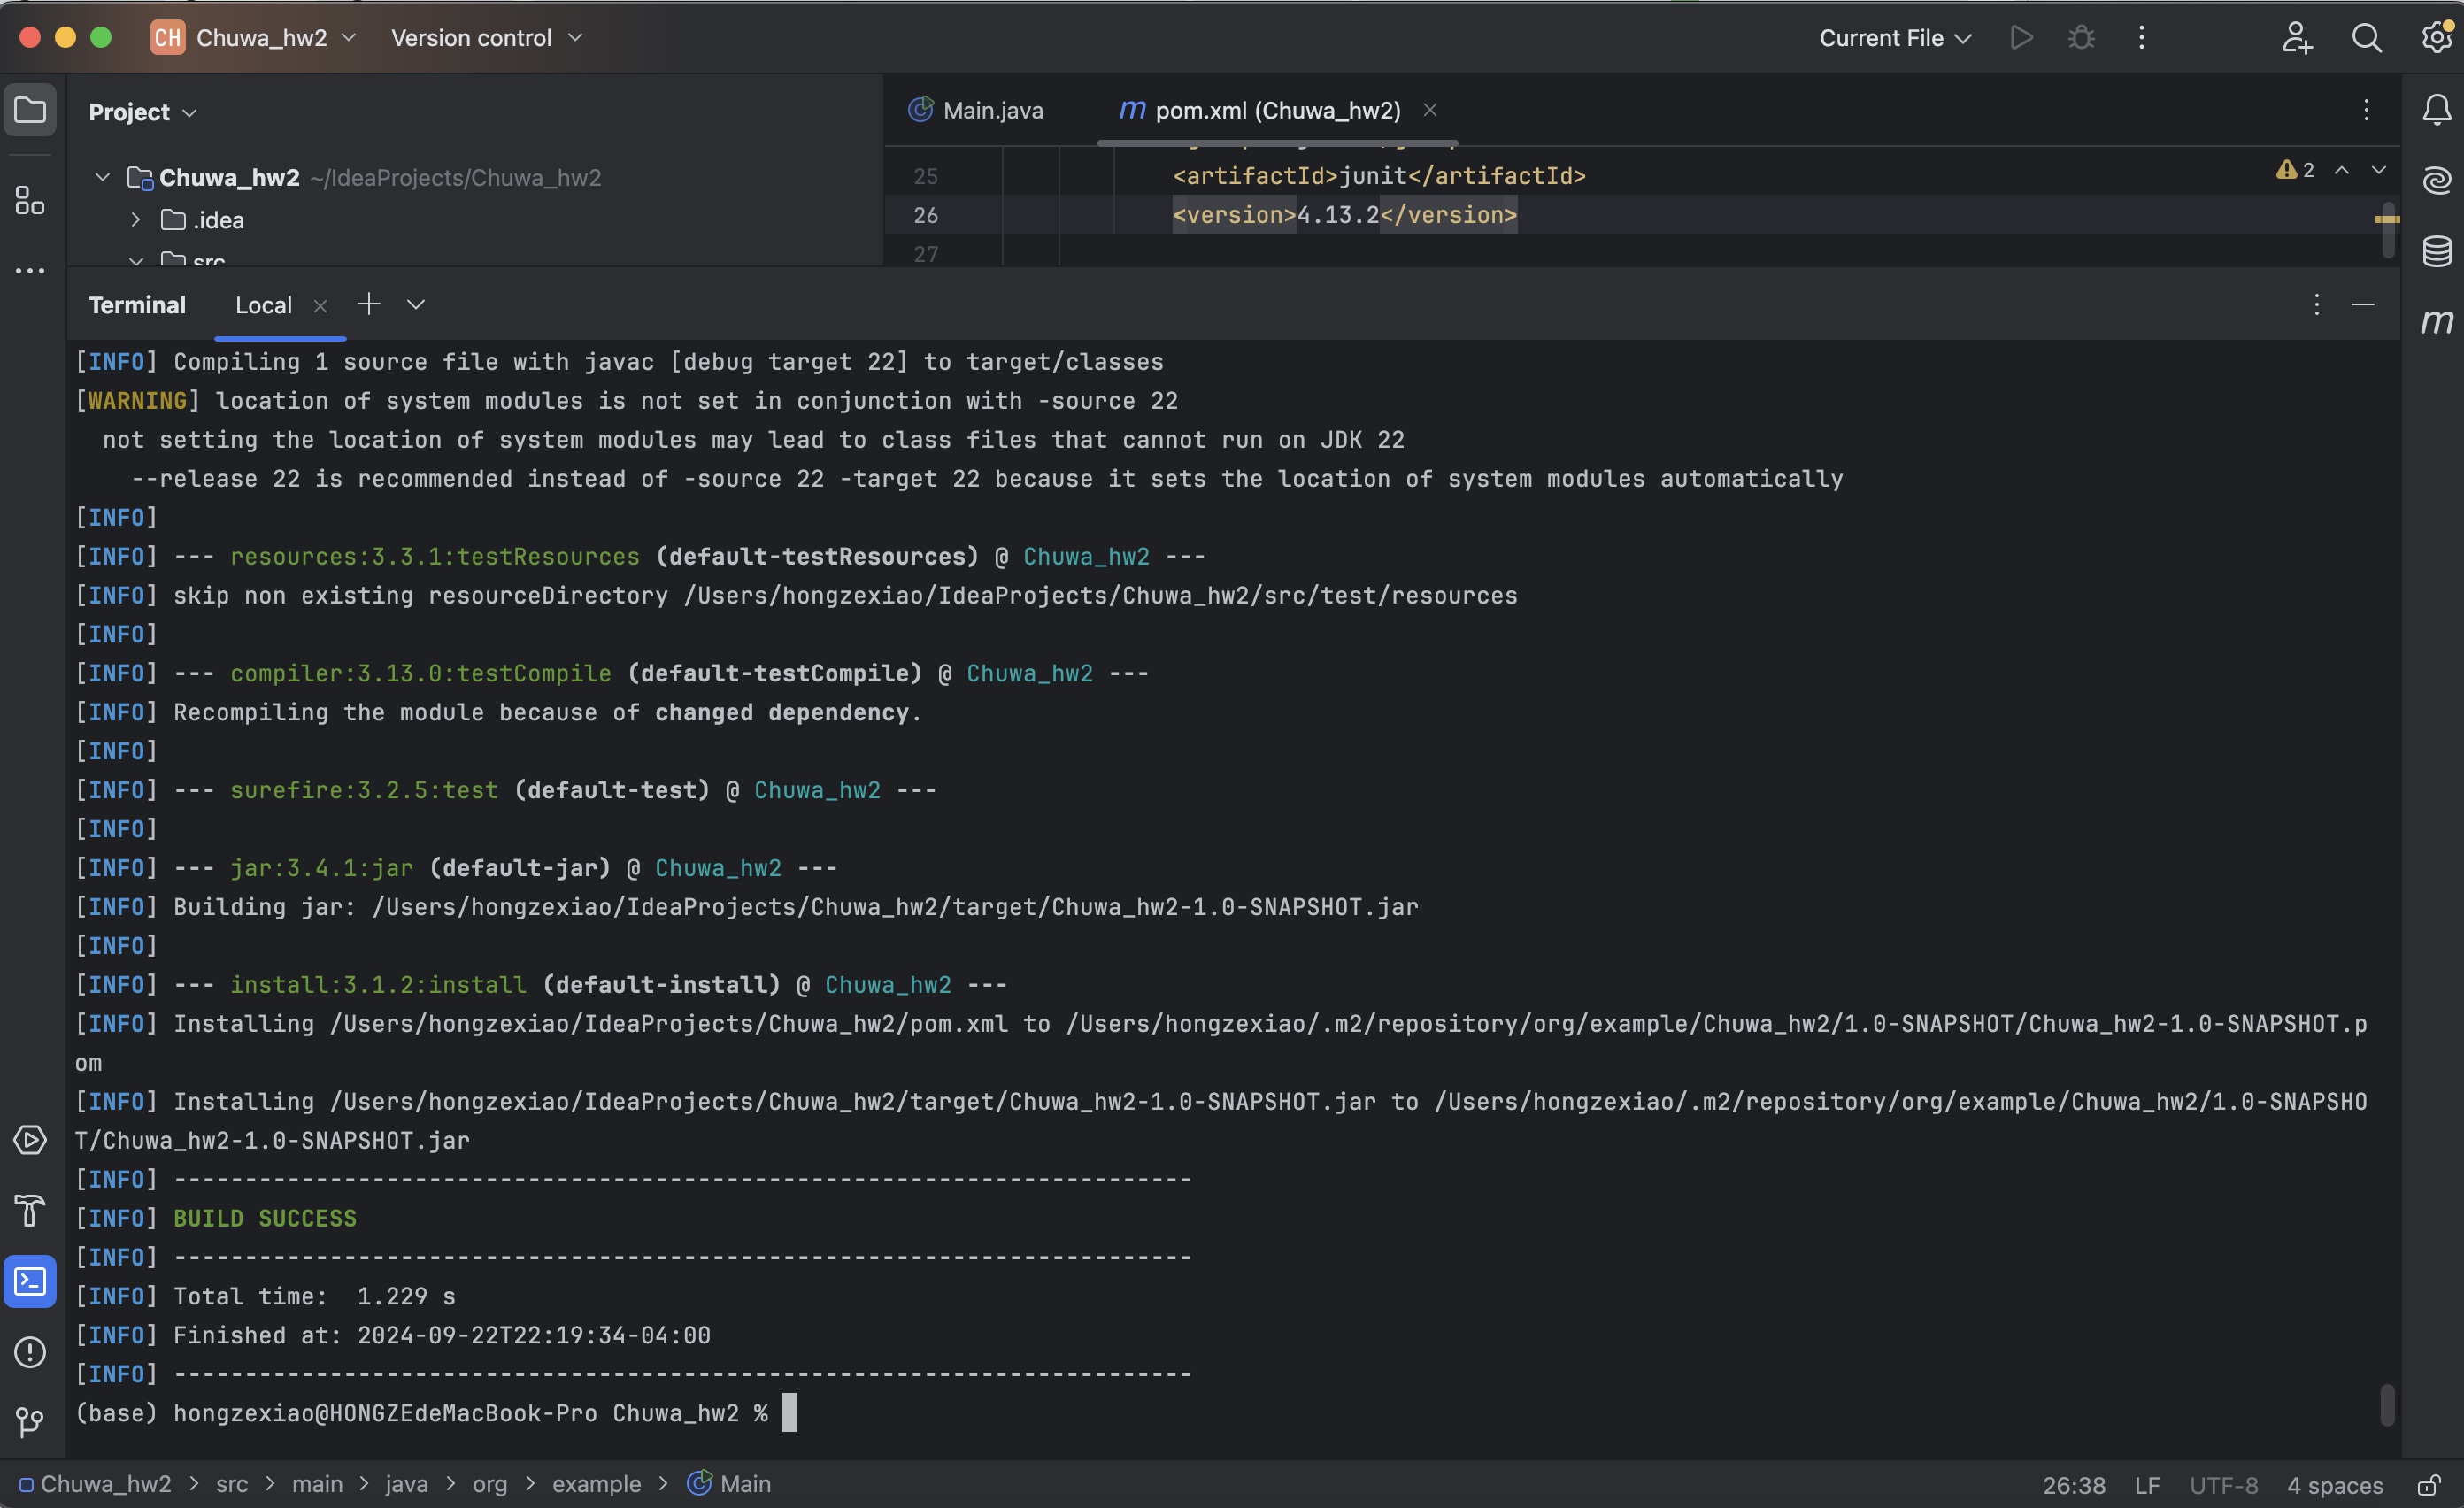 CH Chuwa_hw2 Version control Current File
Project
Main.java
m pom.xml (Chuwa_hw2)
Chuwa_hw2 ~/IdeaProjects/Chuwa_hw2
.idea
src
25 <artifactId>junit</artifactId>
26 <version>4.13.2</version>
27
2
m
Terminal Local
[INFO] Compiling 1 source file with javac [debug target 22] to target/classes
[WARNING] location of system modules is not set in conjunction with -source 22
not setting the location of system modules may lead to class files that cannot run on JDK 22
--release 22 is recommended instead of -source 22 -target 22 because it sets the location of system modules automatically
[INFO]
[INFO] --- resources:3.3.1:testResources (default-testResources) @ Chuwa_hw2 ---
[INFO] skip non existing resourceDirectory /Users/hongzexiao/IdeaProjects/Chuwa_hw2/src/test/resources
[INFO]
[INFO] --- compiler:3.13.0:testCompile (default-testCompile) @ Chuwa_hw2 ---
[INFO] Recompiling the module because of changed dependency.
[INFO]
[INFO] --- surefire:3.2.5:test (default-test) @ Chuwa_hw2 ---
[INFO]
[INFO] --- jar:3.4.1:jar (default-jar) @ Chuwa_hw2 ---
[INFO] Building jar: /Users/hongzexiao/IdeaProjects/Chuwa_hw2/target/Chuwa_hw2-1.0-SNAPSHOT.jar
[INFO]
[INFO] --- install:3.1.2:install (default-install) @ Chuwa_hw2 ---
[INFO] Installing /Users/hongzexiao/IdeaProjects/Chuwa_hw2/pom.xml to /Users/hongzexiao/.m2/repository/org/example/Chuwa_hw2/1.0-SNAPSHOT/Chuwa_hw2-1.0-SNAPSHOT.p
om
[INFO] Installing /Users/hongzexiao/IdeaProjects/Chuwa_hw2/target/Chuwa_hw2-1.0-SNAPSHOT.jar to /Users/hongzexiao/.m2/repository/org/example/Chuwa_hw2/1.0-SNAPSHO
T/Chuwa_hw2-1.0-SNAPSHOT.jar
[INFO] ------------------------------------------------------------------------
[INFO] BUILD SUCCESS
[INFO] ------------------------------------------------------------------------
[INFO] Total time:  1.229 s
[INFO] Finished at: 2024-09-22T22:19:34-04:00
[INFO] ------------------------------------------------------------------------
(base) hongzexiao@HONGZEdeMacBook-Pro Chuwa_hw2 %
Chuwa_hw2 > src > main > java > org > example > Main 26:38 LF UTF-8 4 spaces